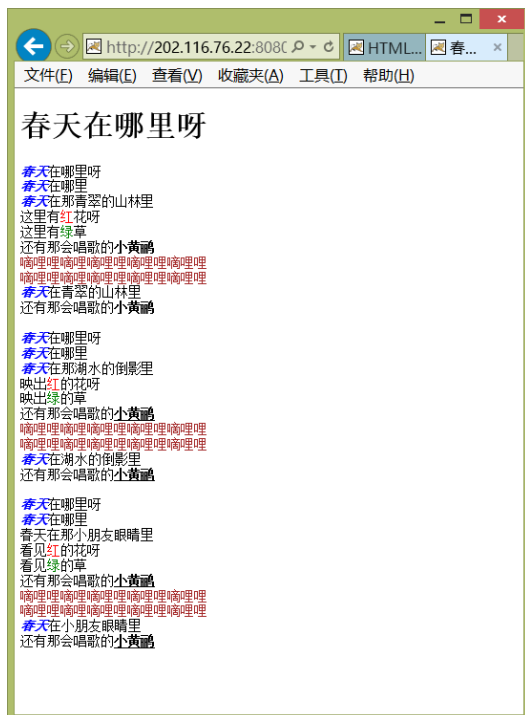 http://202.116.76.22:808
HTML...
春...
文件(F) 编辑(E) 查看(V) 收藏夹(A) 工具(T) 帮助(H)
春天在哪里呀
春天在哪里呀
春天在哪里
春天在那青翠的山林里
这里有红花呀
这里有绿草
还有那会唱歌的小黄鹂
嘀哩哩嘀哩嘀哩哩嘀哩哩嘀哩哩
嘀哩哩嘀哩嘀哩哩嘀哩哩嘀哩哩
春天在青翠的山林里
还有那会唱歌的小黄鹂
春天在哪里呀
春天在哪里
春天在那湖水的倒影里
映出红的花呀
映出绿的草
还有那会唱歌的小黄鹂
嘀哩哩嘀哩嘀哩哩嘀哩哩嘀哩哩
嘀哩哩嘀哩嘀哩哩嘀哩哩嘀哩哩
春天在湖水的倒影里
还有那会唱歌的小黄鹂
春天在哪里呀
春天在哪里
春天在那小朋友眼睛里
看见红的花呀
看见绿的草
还有那会唱歌的小黄鹂
嘀哩哩嘀哩嘀哩哩嘀哩哩嘀哩哩
嘀哩哩嘀哩嘀哩哩嘀哩哩嘀哩哩
春天在小朋友眼睛里
还有那会唱歌的小黄鹂